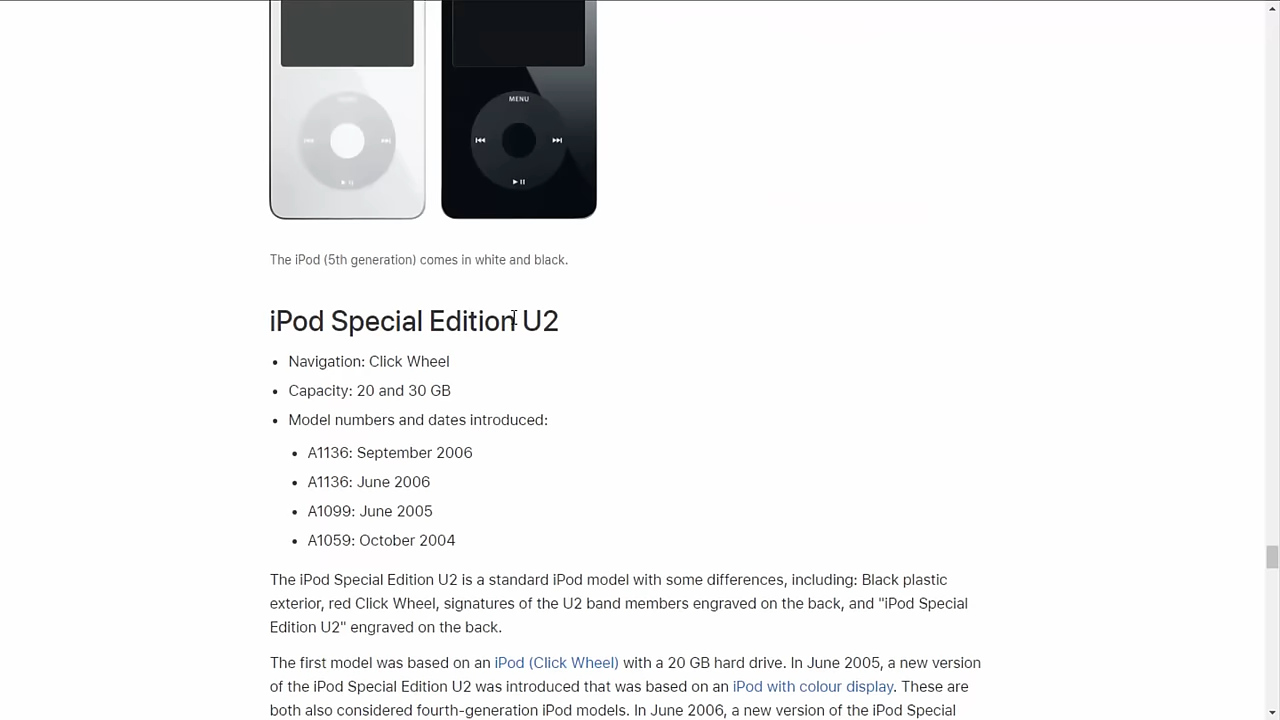 MENU
MENU
The iPod (5th generation) comes in white and black.
iPod Special Edition U2
• Navigation: Click Wheel
• Capacity: 20 and 30 GB
• Model numbers and dates introduced:
• A1136: September 2006
• A1136: June 2006
• A1099: June 2005
• A1059: October 2004
The iPod Special Edition U2 is a standard iPod model with some differences, including: Black plastic
exterior, red Click Wheel, signatures of the U2 band members engraved on the back, and "iPod Special
Edition U2" engraved on the back.
The first model was based on an iPod (Click Wheel) with a 20 GB hard drive. In June 2005, a new version
of the iPod Special Edition U2 was introduced that was based on an iPod with colour display. These are
both also considered fourth-generation iPod models. In June 2006, a new version of the iPod Special